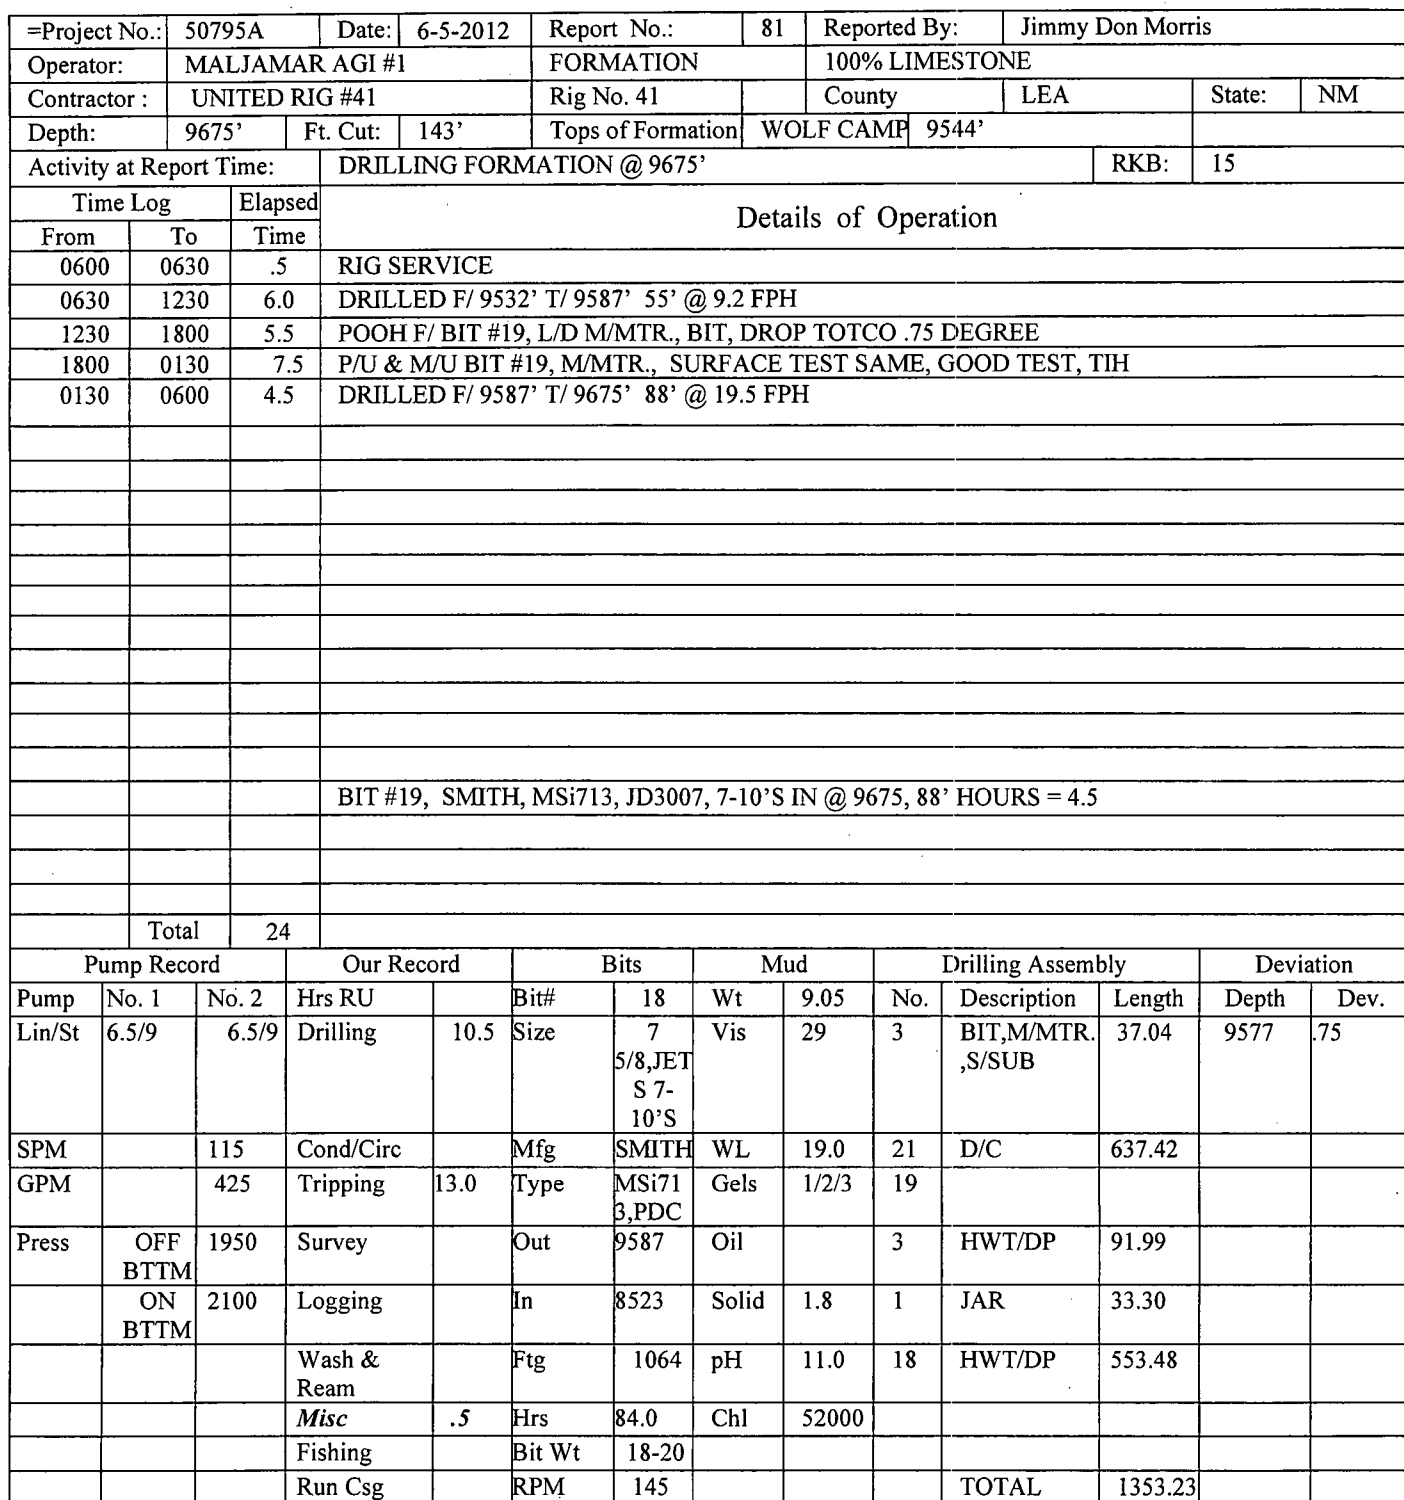 =Project No.: 50795A Date: 6-5-2012 Report No.: 81 Reported By: Jimmy Don Morris
Operator: MALJAMAR AGI #1 FORMATION 100% LIMESTONE
Contractor : UNITED RIG #41 Rig No. 41 County LEA State: NM
Depth: 9675' Ft. Cut: 143' Tops of Formation WOLF CAMP 9544'
Activity at Report Time: DRILLING FORMATION @ 9675' RKB: 15
Time Log Elapsed Details of Operation
From To Time
0600 0630 .5 RIG SERVICE
0630 1230 6.0 DRILLED F/ 9532' T/ 9587' 55' @ 9.2 FPH
1230 1800 5.5 POOH F/ BIT #19, L/D M/MTR., BIT, DROP TOTCO .75 DEGREE
1800 0130 7.5 P/U & M/U BIT #19, M/MTR., SURFACE TEST SAME, GOOD TEST, TIH
0130 0600 4.5 DRILLED F/ 9587' T/ 9675' 88' @ 19.5 FPH
BIT #19, SMITH, MSi713, JD3007, 7-10'S IN @ 9675, 88' HOURS = 4.5
Total 24
Pump Record Our Record Bits Mud Drilling Assembly Deviation
Pump No. 1 No. 2 Hrs RU Bit# 18 Wt 9.05 No. Description Length Depth Dev.
Lin/St 6.5/9 6.5/9 Drilling 10.5 Size 7 Vis 29 3 BIT,M/MTR. 37.04 9577 .75
5/8,JET ,S/SUB
S 7-
10'S
SPM 115 Cond/Circ Mfg SMITH WL 19.0 21 D/C 637.42
GPM 425 Tripping 13.0 Type MSi71 Gels 1/2/3 19
3,PDC
Press OFF 1950 Survey Out 9587 Oil 3 HWT/DP 91.99
BTTM
ON 2100 Logging In 8523 Solid 1.8 1 JAR 33.30
BTTM
Wash & Ftg 1064 pH 11.0 18 HWT/DP 553.48
Ream
Misc .5 Hrs 84.0 Chl 52000
Fishing Bit Wt 18-20
Run Csg RPM 145 TOTAL 1353.23